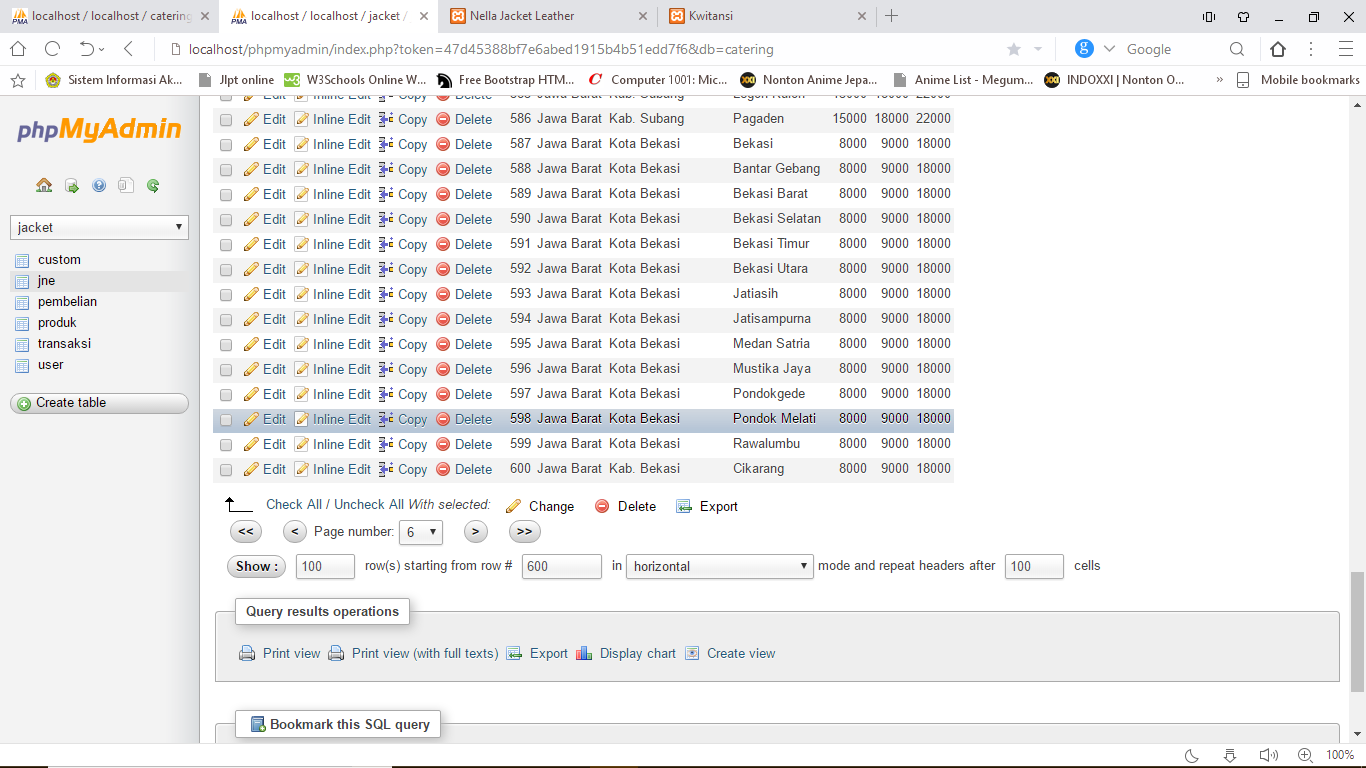 localhost / localhost / catering
localhost / localhost / jacket /
Nella Jacket Leather
Kwitansi
localhost/phpmyadmin/index.php?token=47d45388bf7e6abed1915b4b51edd7f6&db=catering
Google
Sistem Informasi Ak...
Jlpt online
W3Schools Online W...
Free Bootstrap HTM...
Computer 1001: Mic...
Nonton Anime Jepa...
Anime List - Megum...
INDOXXI | Nonton O...
Mobile bookmarks
phpMyAdmin
jacket
custom
jne
pembelian
produk
transaksi
user
Create table
Edit Inline Edit Copy Delete 585 Jawa Barat Kab. Subang Legon Kulon 15000 18000 22000
Edit Inline Edit Copy Delete 586 Jawa Barat Kab. Subang Pagaden 15000 18000 22000
Edit Inline Edit Copy Delete 587 Jawa Barat Kota Bekasi Bekasi 8000 9000 18000
Edit Inline Edit Copy Delete 588 Jawa Barat Kota Bekasi Bantar Gebang 8000 9000 18000
Edit Inline Edit Copy Delete 589 Jawa Barat Kota Bekasi Bekasi Barat 8000 9000 18000
Edit Inline Edit Copy Delete 590 Jawa Barat Kota Bekasi Bekasi Selatan 8000 9000 18000
Edit Inline Edit Copy Delete 591 Jawa Barat Kota Bekasi Bekasi Timur 8000 9000 18000
Edit Inline Edit Copy Delete 592 Jawa Barat Kota Bekasi Bekasi Utara 8000 9000 18000
Edit Inline Edit Copy Delete 593 Jawa Barat Kota Bekasi Jatiasih 8000 9000 18000
Edit Inline Edit Copy Delete 594 Jawa Barat Kota Bekasi Jatisampurna 8000 9000 18000
Edit Inline Edit Copy Delete 595 Jawa Barat Kota Bekasi Medan Satria 8000 9000 18000
Edit Inline Edit Copy Delete 596 Jawa Barat Kota Bekasi Mustika Jaya 8000 9000 18000
Edit Inline Edit Copy Delete 597 Jawa Barat Kota Bekasi Pondokgede 8000 9000 18000
Edit Inline Edit Copy Delete 598 Jawa Barat Kota Bekasi Pondok Melati 8000 9000 18000
Edit Inline Edit Copy Delete 599 Jawa Barat Kota Bekasi Rawalumbu 8000 9000 18000
Edit Inline Edit Copy Delete 600 Jawa Barat Kab. Bekasi Cikarang 8000 9000 18000
Check All / Uncheck All With selected: Change Delete Export
<< < Page number: 6 > >>
Show : 100 row(s) starting from row # 600 in horizontal mode and repeat headers after 100 cells
Query results operations
Print view Print view (with full texts) Export Display chart Create view
Bookmark this SQL query
100%